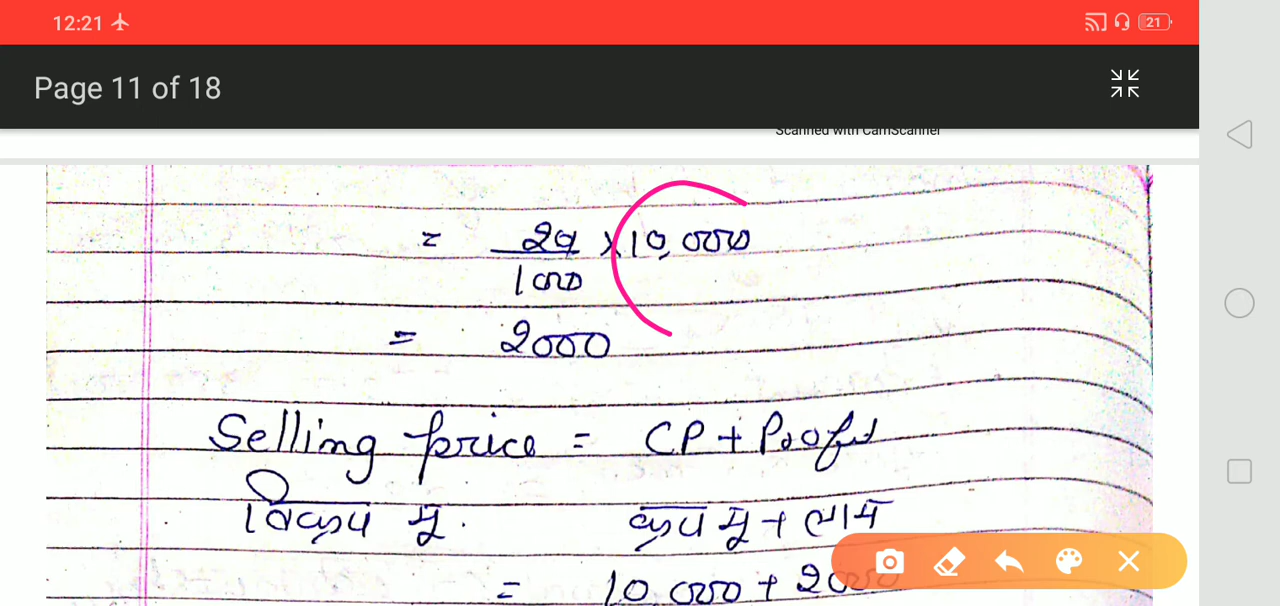 12:21
21
Page 11 of 18
Scanned with CamScanner
= 20/100 × 10,000
= 2000
Selling price = CP + Profit
विक्रय मू. क्रय मू + लाभ
= 10,000 + 2000